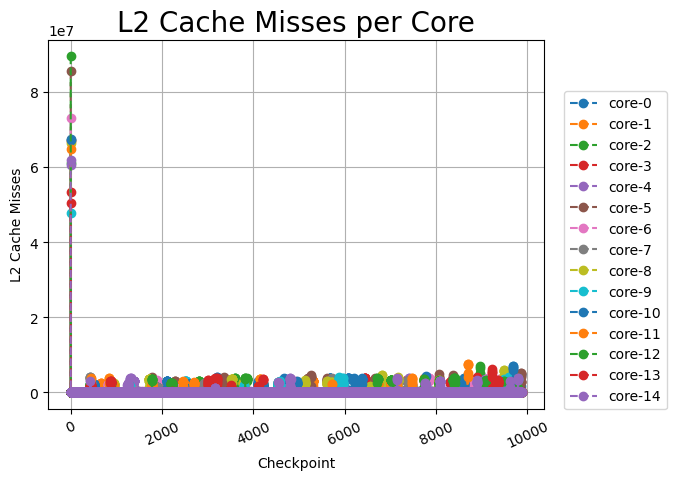 L2 Cache Misses per Core
1e7
8
6
4
2
0
L2 Cache Misses
0
2000
4000
6000
8000
10000
Checkpoint
core-0
core-1
core-2
core-3
core-4
core-5
core-6
core-7
core-8
core-9
core-10
core-11
core-12
core-13
core-14